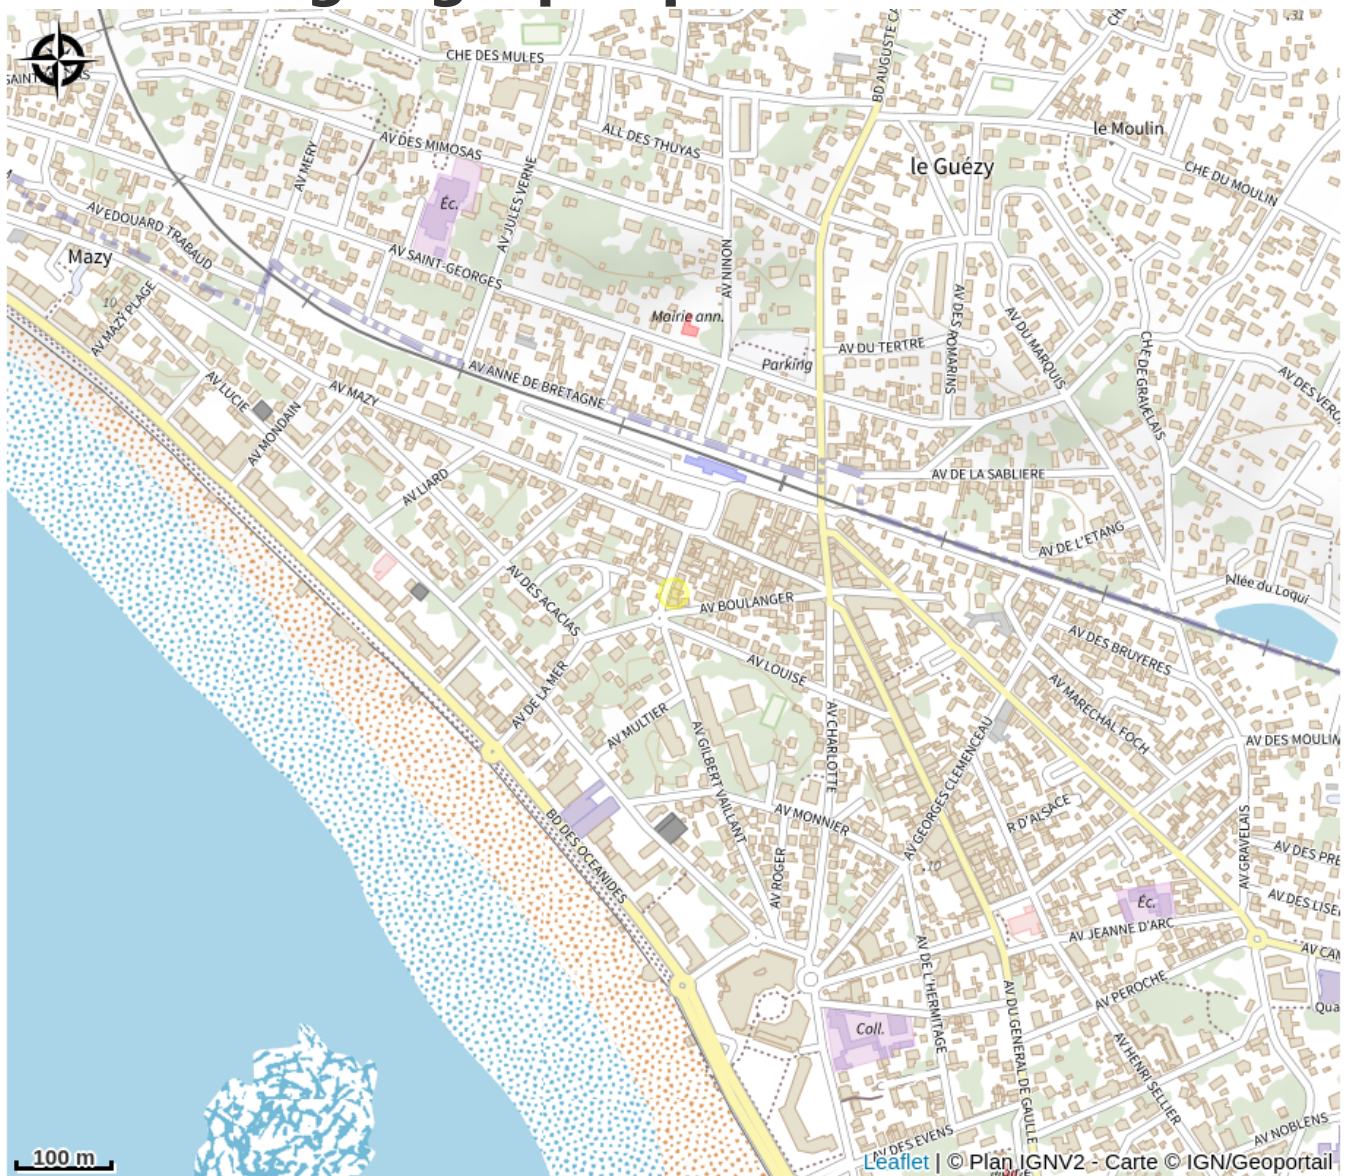 CHE DES MULES
BD AUGUSTE CA
31
AV DES MIMOSAS
ALL DES THUYAS
le Moulin
le Guézy
CHE DU MOULIN
AV MERY
Éc.
AV JULES VERNE
AV EDOUARD TRABAUD
Mazy
AV SAINT-GEORGES
AV NINON
10
AV MAZY PLAGE
Mairie ann.
Parking
AV DU TERTRE
AV DES ROMARINS
AV DU MARQUIS
CHE DE GRAVELAIS
AV DES VERO
AV LUCIE
AV MONDAIN
AV MAZY
AV ANNE DE BRETAGNE
AV LIARD
AV DE LA SABLIERE
AV DE L'ETANG
Allée du Loqui
AV DES ACACIAS
AV BOULANGER
AV LOUISE
AV DES BRUYERES
AV DE LA MER
AV MULTIER
AV GILBERT VAILLANT
AV CHARLOTTE
AV GEORGES CLEMENCEAU
AV MARECHAL FOCH
AV DES MOULIN
BD DES OCEANIDES
AV MONNIER
R D'ALSACE
AV GRAVELAIS
AV ROGER
10
AV DES PRE
Éc.
AV DES LISE
AV JEANNE D'ARC
AV CAM
AV DE L'HERMITAGE
AV DU GENERAL DE GAULLE
AV PEROCHE
Qua
Coll.
AV HENRI SELLIER
AV DES EVENS
AV NOBLENS
100 m
Leaflet | © Plan IGNV2 - Carte © IGN/Geoportail